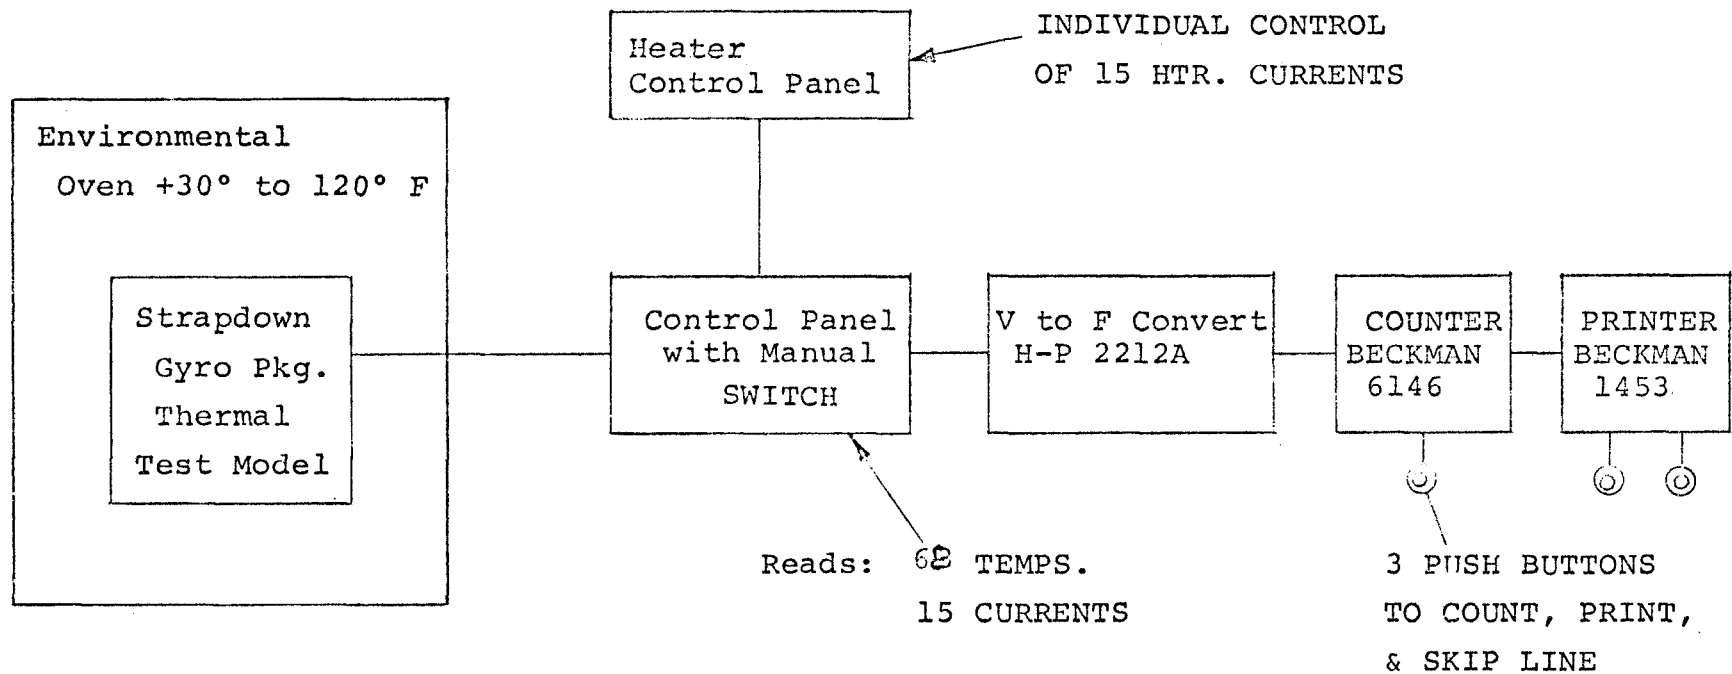 Heater
Control Panel
INDIVIDUAL CONTROL
OF 15 HTR. CURRENTS
Environmental
Oven +30° to 120° F
Strapdown
Gyro Pkg.
Thermal
Test Model
Control Panel
with Manual
SWITCH
V to F Convert
H-P 2212A
COUNTER
BECKMAN
6146
PRINTER
BECKMAN
1453
Reads: TEMPS.
15 CURRENTS
3 PUSH BUTTONS
TO COUNT, PRINT,
& SKIP LINE